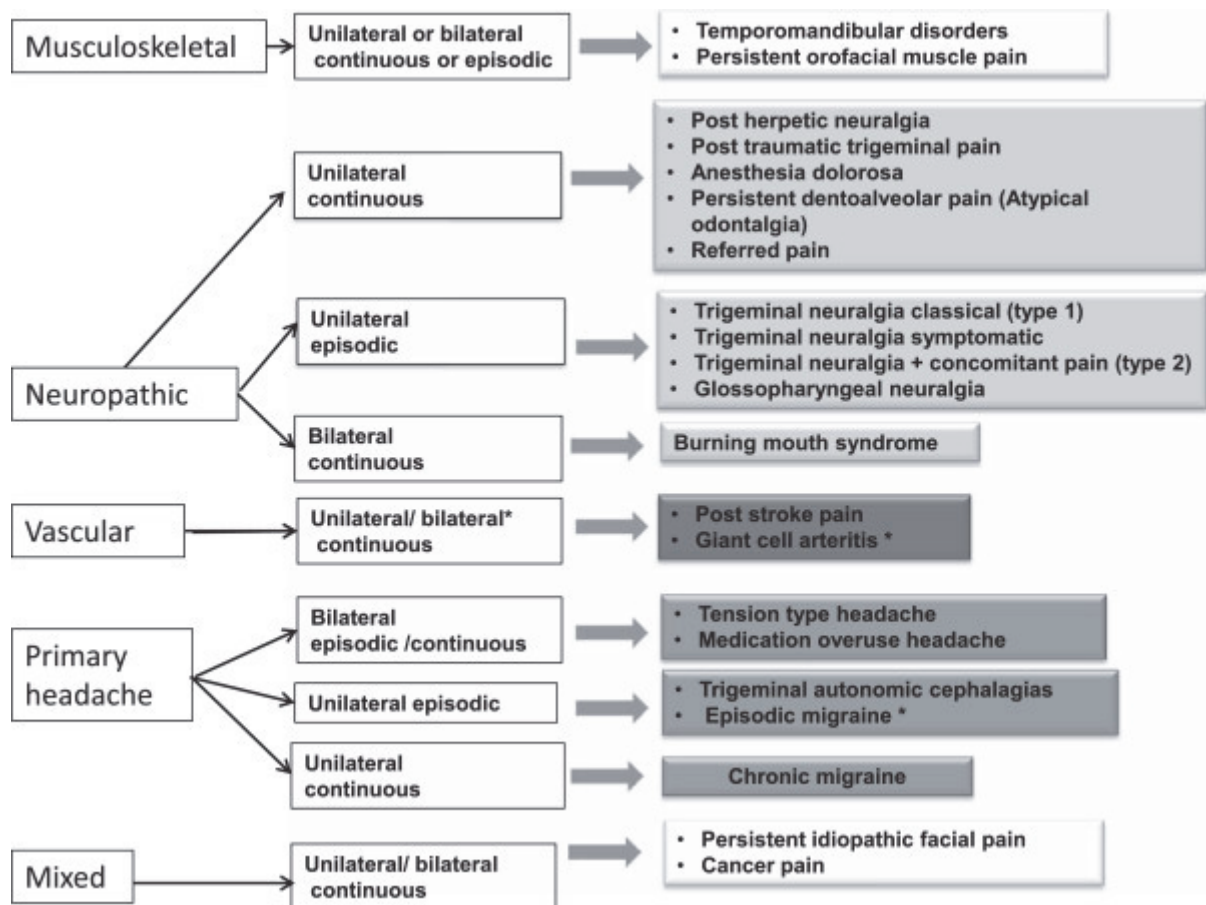 Musculoskeletal
Unilateral or bilateral
continuous or episodic
• Temporomandibular disorders
• Persistent orofacial muscle pain
Neuropathic
Unilateral
continuous
• Post herpetic neuralgia
• Post traumatic trigeminal pain
• Anesthesia dolorosa
• Persistent dentoalveolar pain (Atypical
odontalgia)
• Referred pain
Unilateral
episodic
• Trigeminal neuralgia classical (type 1)
• Trigeminal neuralgia symptomatic
• Trigeminal neuralgia + concomitant pain (type 2)
• Glossopharyngeal neuralgia
Bilateral
continuous
Burning mouth syndrome
Vascular
Unilateral/ bilateral*
continuous
• Post stroke pain
• Giant cell arteritis *
Primary
headache
Bilateral
episodic /continuous
• Tension type headache
• Medication overuse headache
Unilateral episodic
• Trigeminal autonomic cephalagias
• Episodic migraine *
Unilateral
continuous
Chronic migraine
Mixed
Unilateral/ bilateral
continuous
• Persistent idiopathic facial pain
• Cancer pain